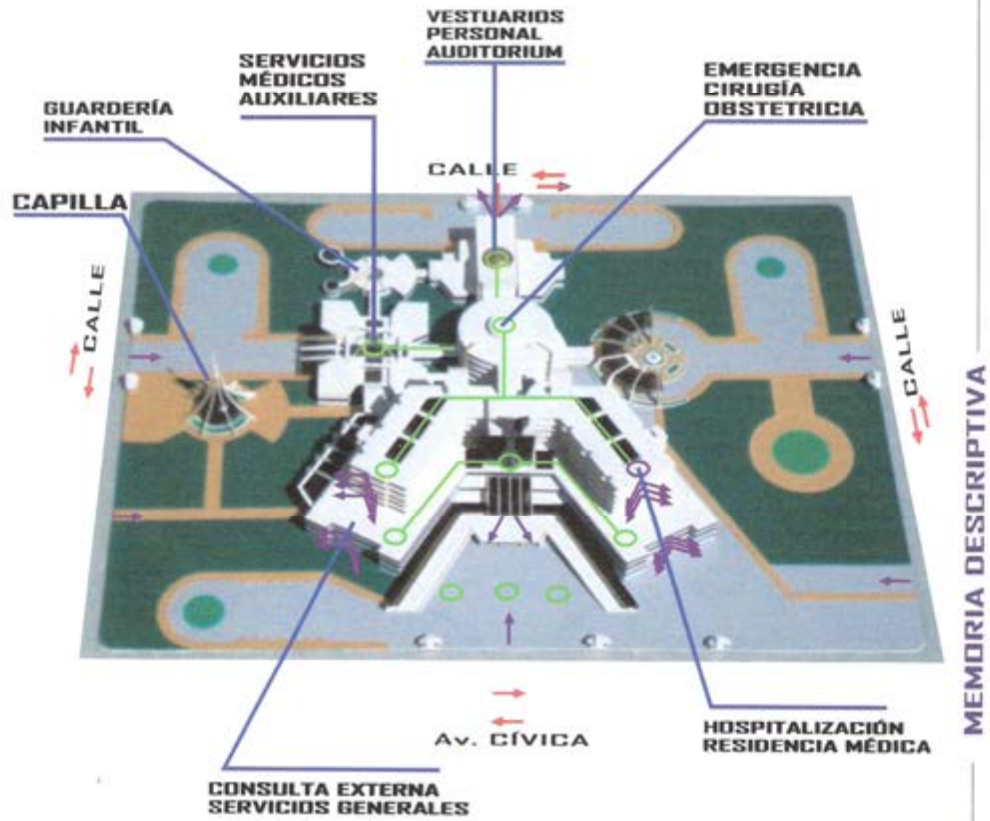 VESTUARIOS
PERSONAL
AUDITORIUM
SERVICIOS
MÉDICOS
AUXILIARES
EMERGENCIA
CIRUGÍA
OBSTETRICIA
GUARDERÍA
INFANTIL
CAPILLA
CALLE
CALLE
CALLE
MEMORIA DESCRIPTIVA
Av. CÍVICA
HOSPITALIZACIÓN
RESIDENCIA MÉDICA
CONSULTA EXTERNA
SERVICIOS GENERALES